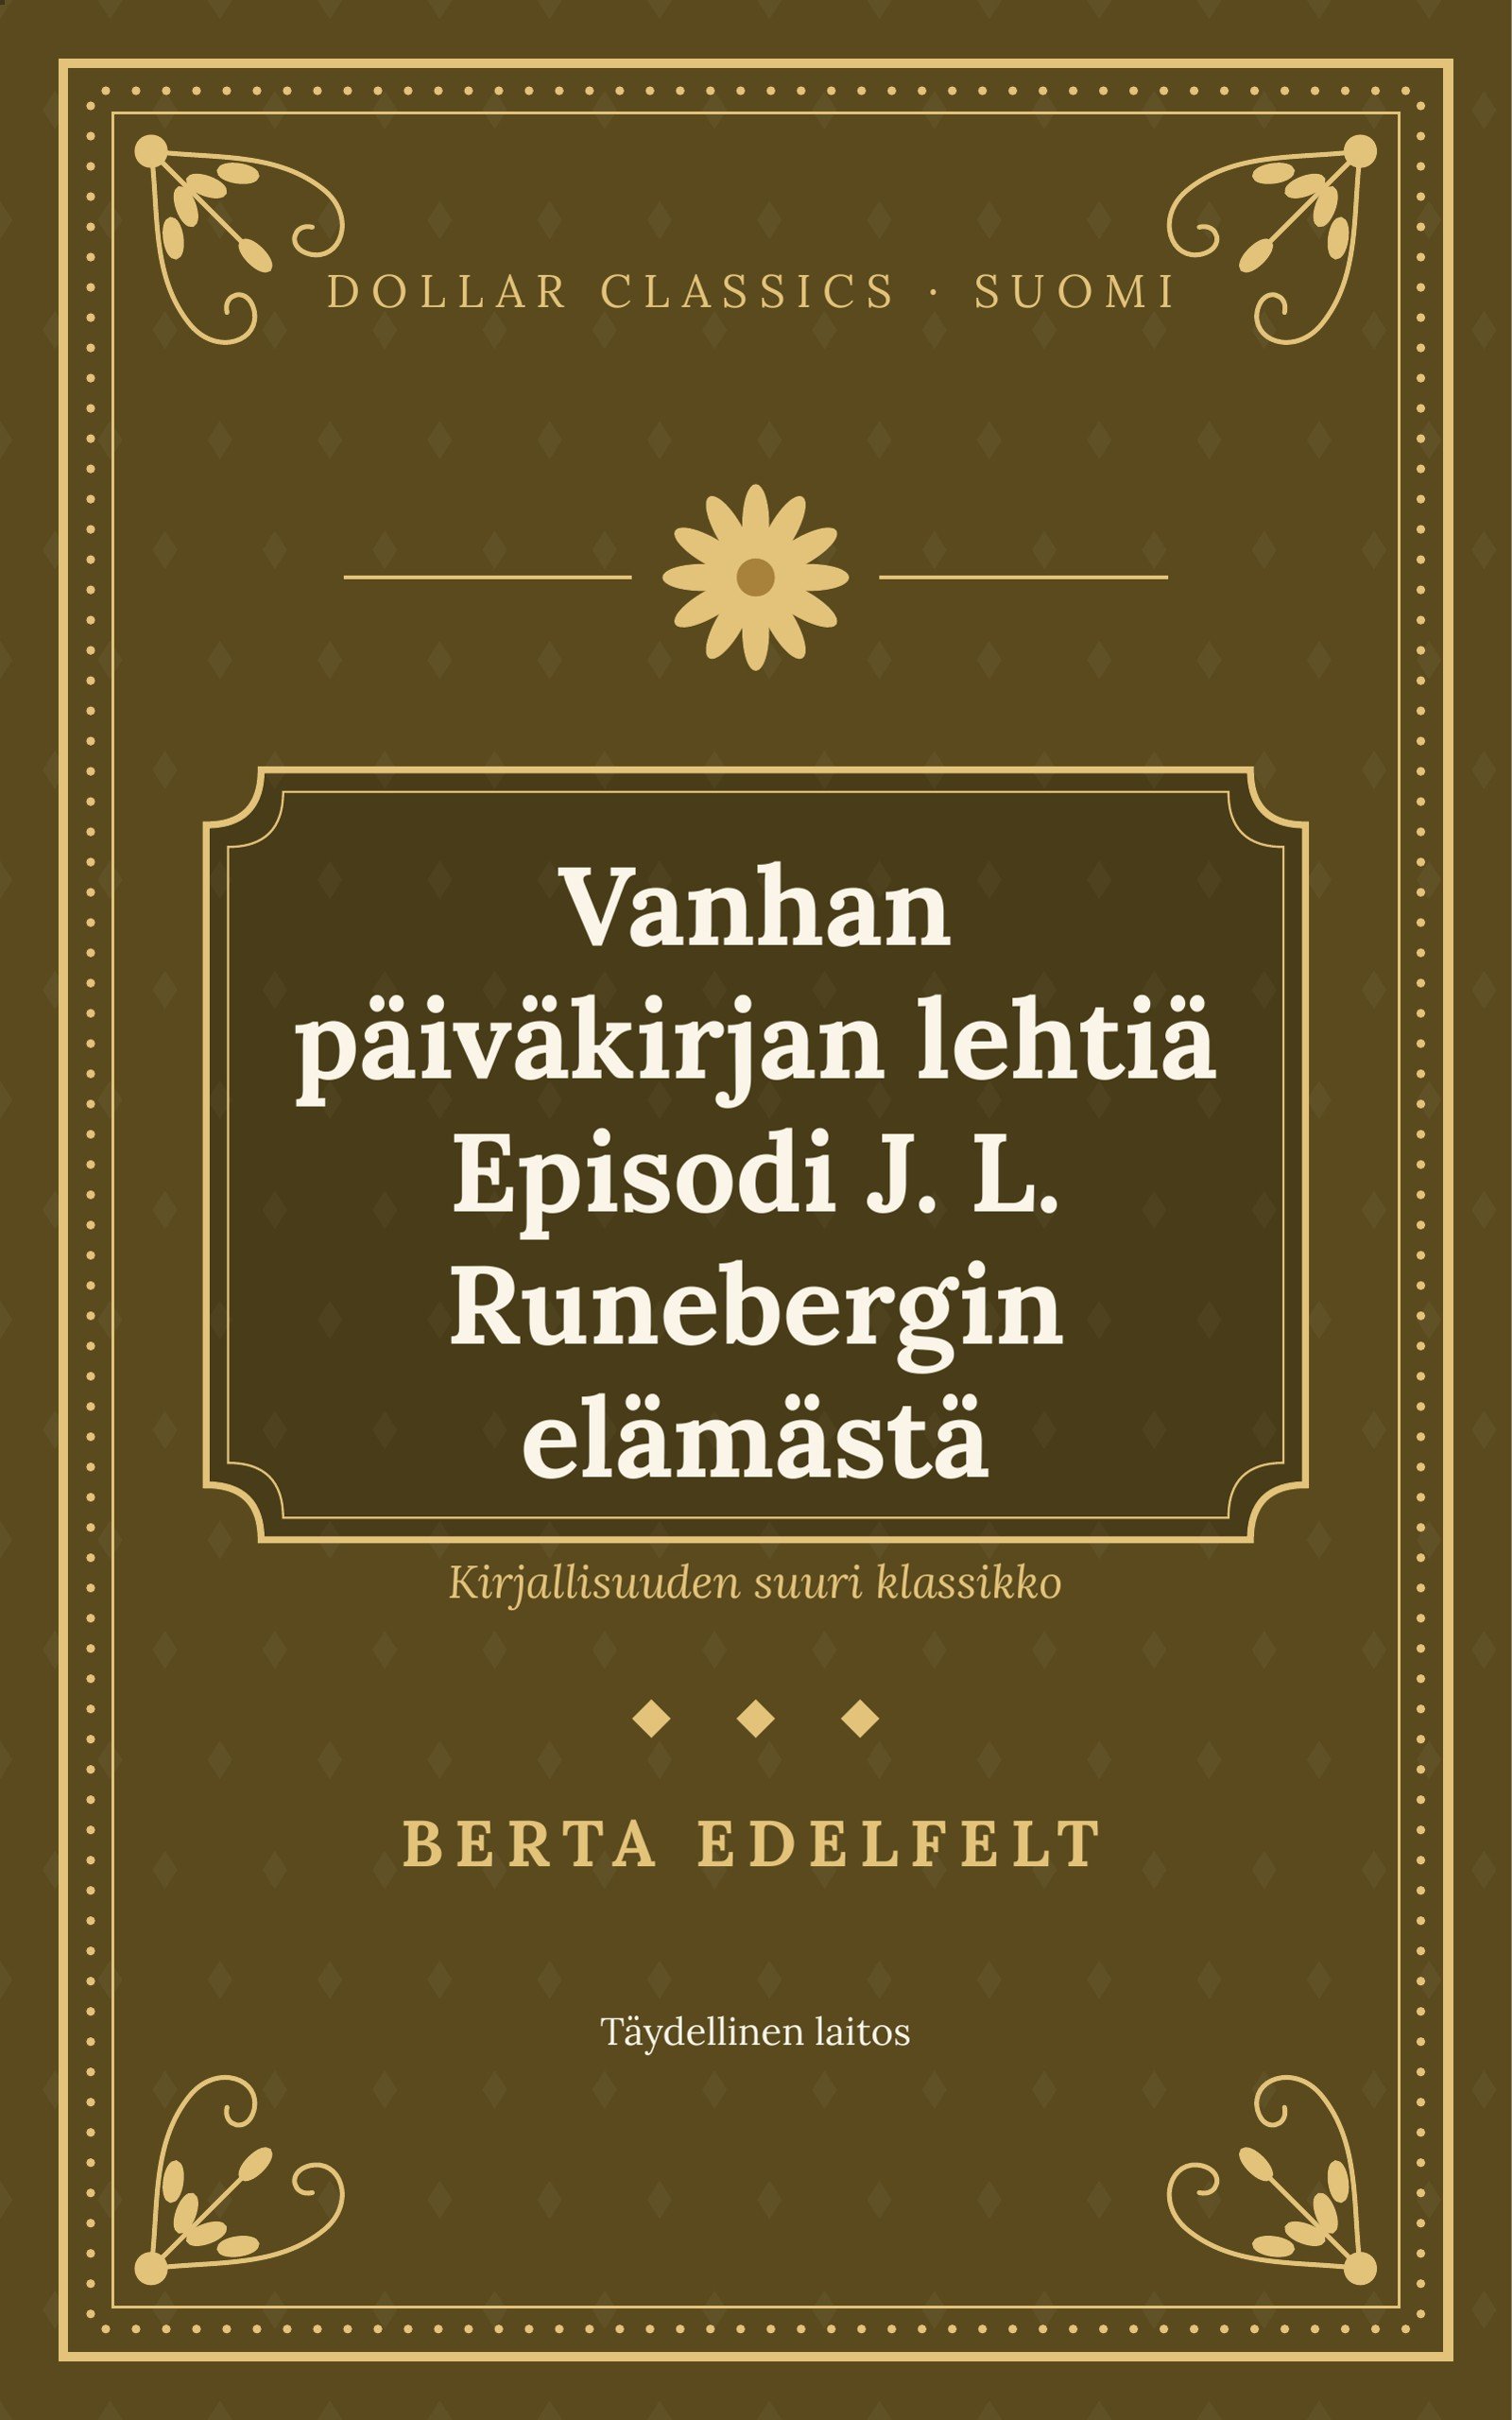 DOLLAR CLASSICS · SUOMI
Vanhan
päiväkirjan lehtiä
Episodi J. L.
Runebergin
elämästä
Kirjallisuuden suuri klassikko
BERTA EDELFELT
Täydellinen laitos